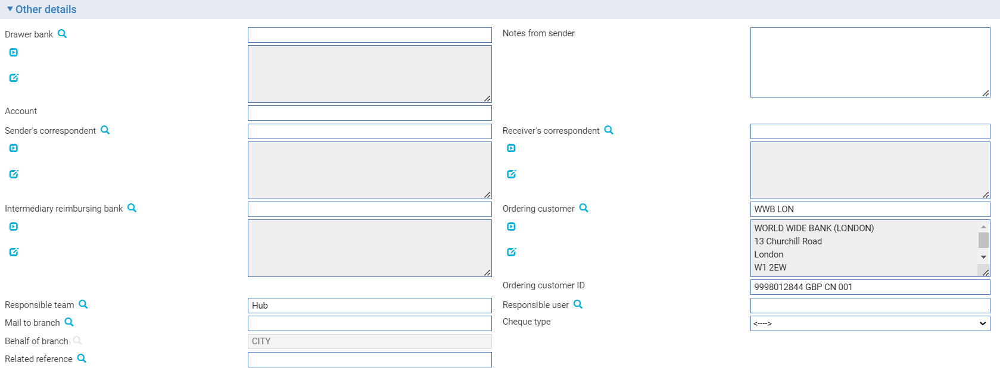 Other details
Drawer bank
Notes from sender
Account
Sender's correspondent
Receiver's correspondent
Intermediary reimbursing bank
Ordering customer
WWB LON
WORLD WIDE BANK (LONDON)
13 Churchill Road
London
W1 2EW
Ordering customer ID
9998012844 GBP CN 001
Responsible team
Hub
Responsible user
Mail to branch
Cheque type
<---->
Behalf of branch
CITY
Related reference